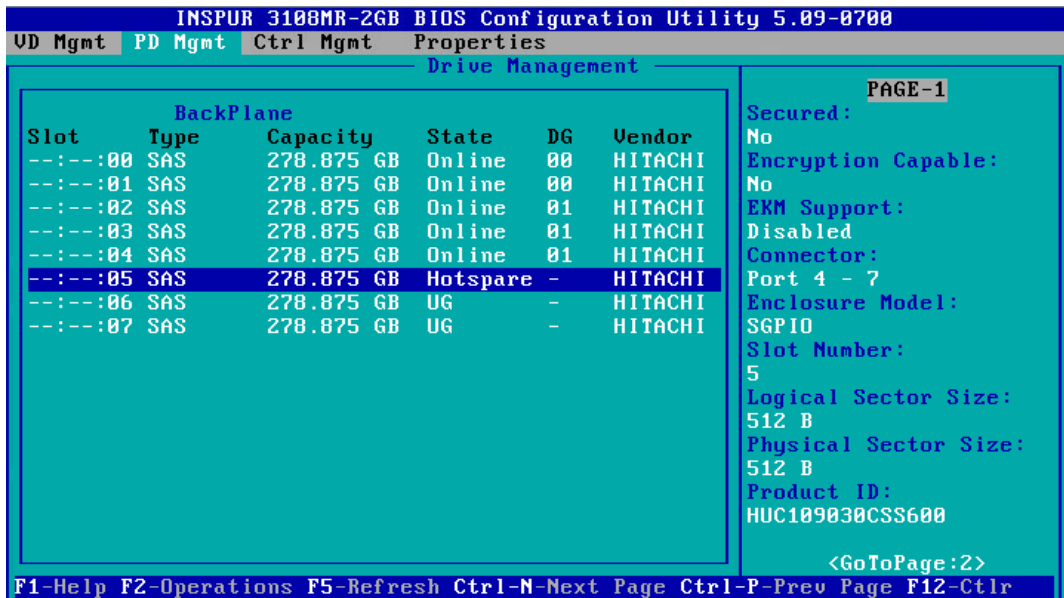 INSPUR 3108MR-2GB BIOS Configuration Utility 5.09-0700
VD Mgmt PD Mgmt Ctrl Mgmt Properties
Drive Management
BackPlane
Slot Type Capacity State DG Vendor
--:--:00 SAS 278.875 GB Online 00 HITACHI
--:--:01 SAS 278.875 GB Online 00 HITACHI
--:--:02 SAS 278.875 GB Online 01 HITACHI
--:--:03 SAS 278.875 GB Online 01 HITACHI
--:--:04 SAS 278.875 GB Online 01 HITACHI
--:--:05 SAS 278.875 GB Hotspare - HITACHI
--:--:06 SAS 278.875 GB UG - HITACHI
--:--:07 SAS 278.875 GB UG - HITACHI
PAGE-1
Secured:
No
Encryption Capable:
No
EKM Support:
Disabled
Connector:
Port 4 - 7
Enclosure Model:
SGPIO
Slot Number:
5
Logical Sector Size:
512 B
Physical Sector Size:
512 B
Product ID:
HUC109030CSS600
<GoToPage:2>
F1-Help F2-Operations F5-Refresh Ctrl-N-Next Page Ctrl-P-Prev Page F12-Ctlr